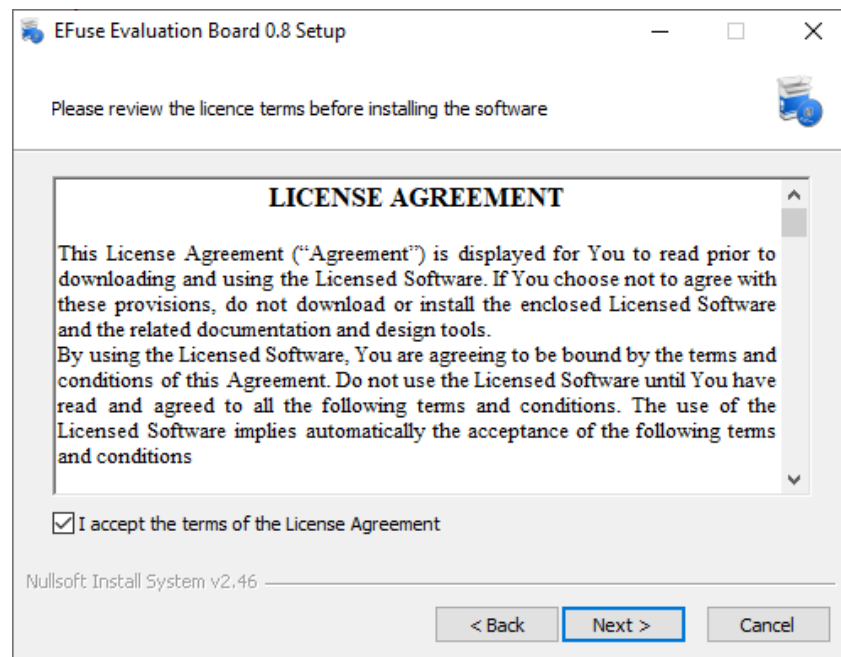 EFuse Evaluation Board 0.8 Setup
Please review the licence terms before installing the software
LICENSE AGREEMENT
This License Agreement (“Agreement”) is displayed for You to read prior to
downloading and using the Licensed Software. If You choose not to agree with
these provisions, do not download or install the enclosed Licensed Software
and the related documentation and design tools.
By using the Licensed Software, You are agreeing to be bound by the terms and
conditions of this Agreement. Do not use the Licensed Software until You have
read and agreed to all the following terms and conditions. The use of the
Licensed Software implies automatically the acceptance of the following terms
and conditions
I accept the terms of the License Agreement
Nullsoft Install System v2.46
< Back Next > Cancel